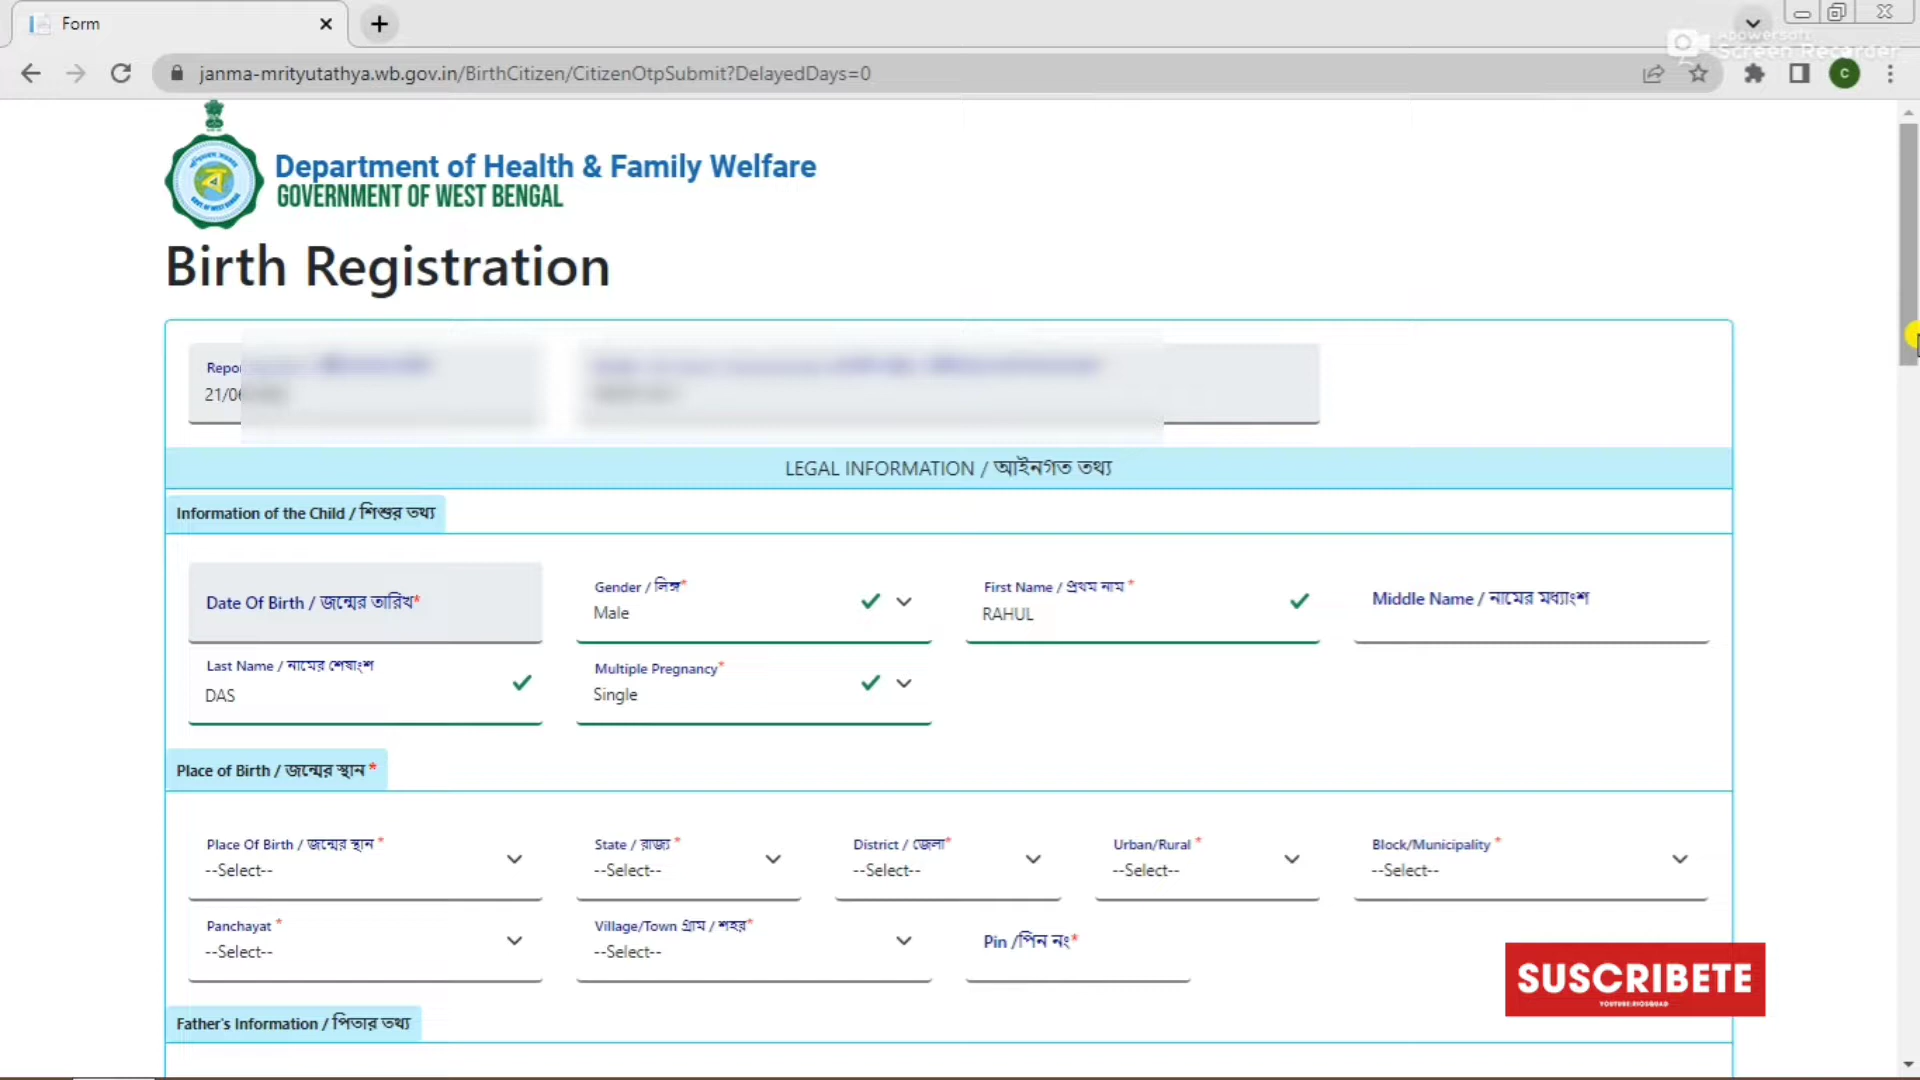 Form
Apowersoft
Screen Recorder
janma-mrityutathya.wb.gov.in/BirthCitizen/CitizenOtpSubmit?DelayedDays=0
C
Department of Health & Family Welfare
GOVERNMENT OF WEST BENGAL
Birth Registration
LEGAL INFORMATION / আইনগত তথ্য
Information of the Child / শিশুর তথ্য
Date Of Birth / জন্মের তারিখ*
Gender / লিঙ্গ*
Male
First Name / প্রথম নাম *
RAHUL
Middle Name / নামের মধ্যাংশ
Last Name / নামের শেষাংশ
DAS
Multiple Pregnancy*
Single
Place of Birth / জন্মের স্থান *
Place Of Birth / জন্মের স্থান *
--Select--
State / রাজ্য *
--Select--
District / জেলা*
--Select--
Urban/Rural *
--Select--
Block/Municipality *
--Select--
Panchayat *
--Select--
Village/Town গ্রাম / শহর*
--Select--
Pin /পিন নং*
SUSCRIBETE
Father's Information / পিতার তথ্য